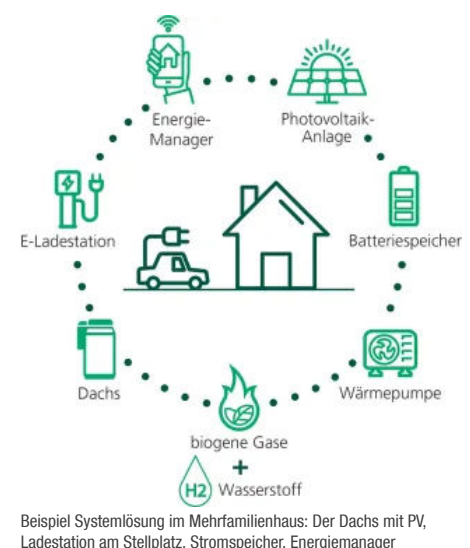 Energie-
Manager
Photovoltaik-
Anlage
E-Ladestation
Batteriespeicher
Dachs
Wärmepumpe
biogene Gase
+
H2 Wasserstoff
Beispiel Systemlösung im Mehrfamilienhaus: Der Dachs mit PV,
Ladestation am Stellplatz, Stromspeicher, Energiemanager